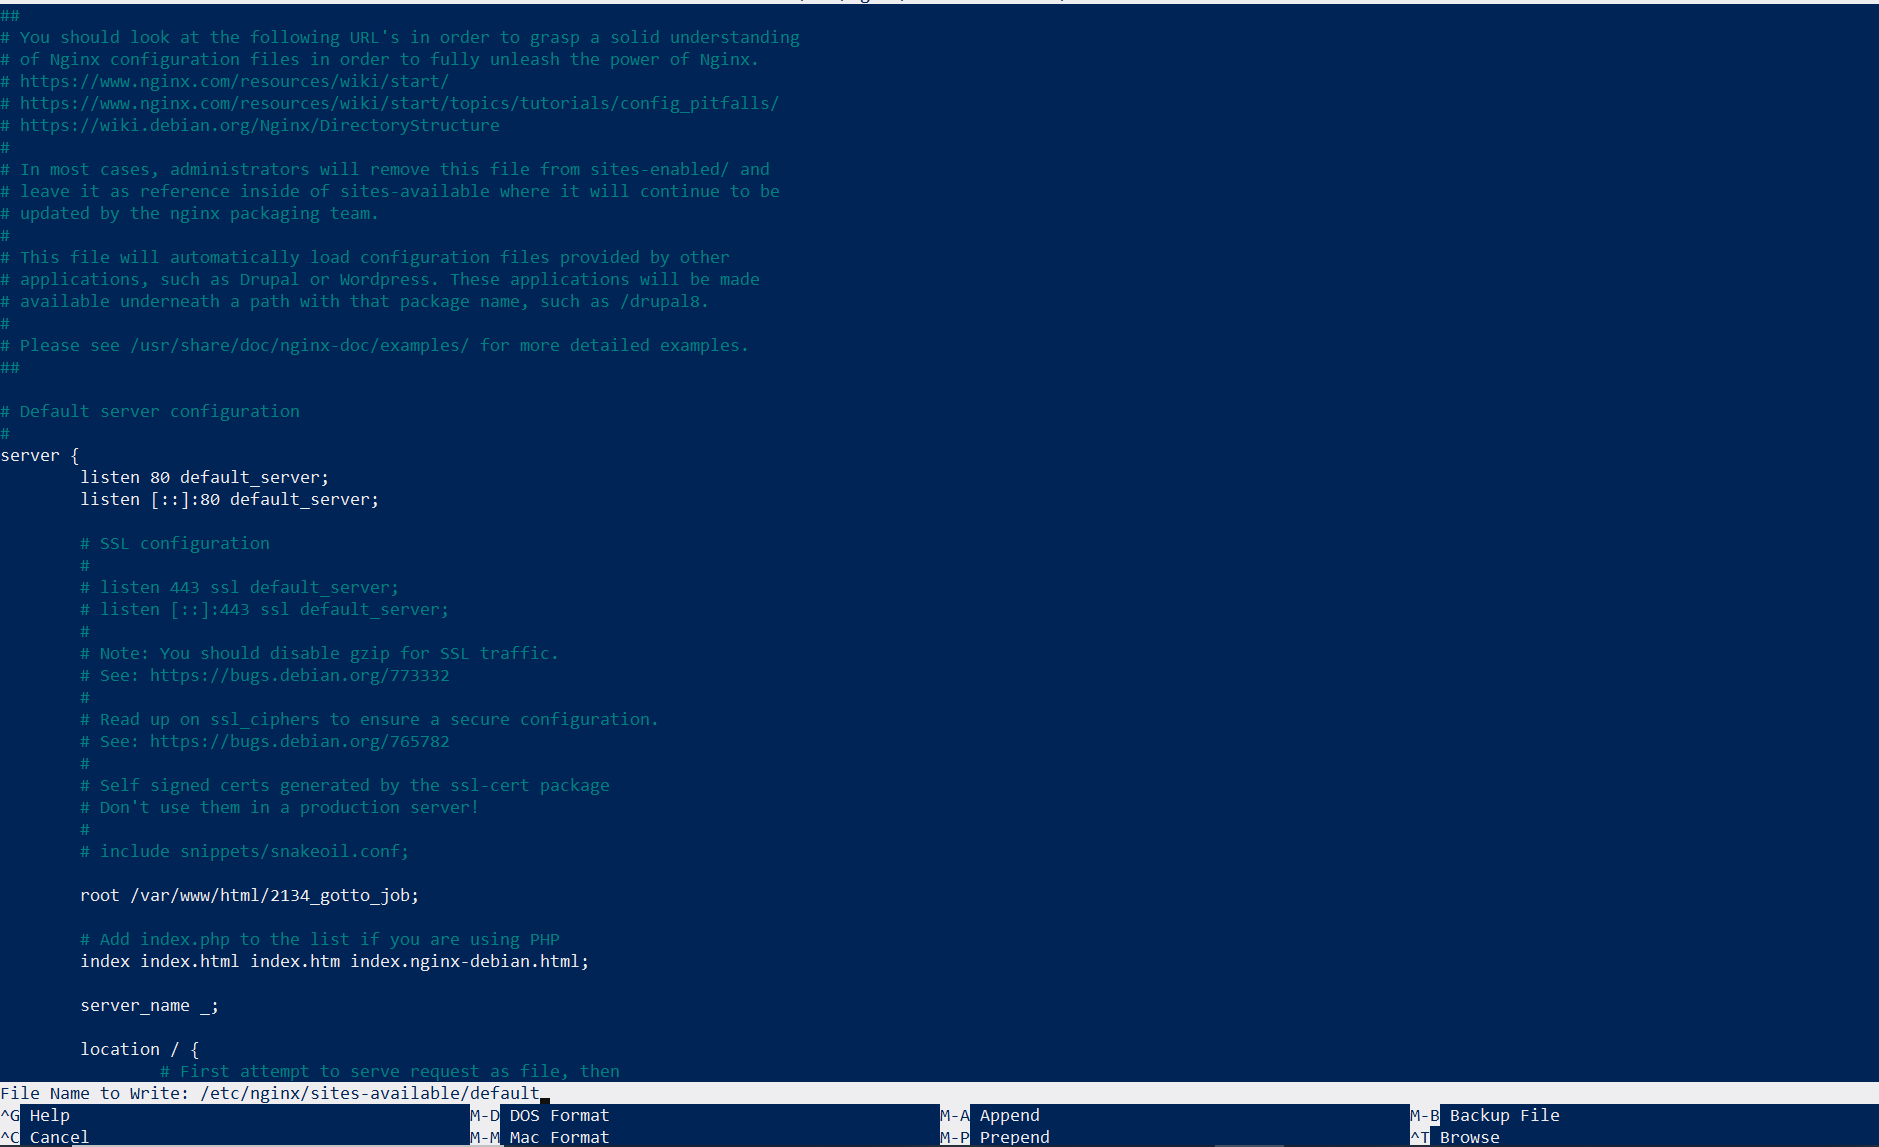 ##
# You should look at the following URL's in order to grasp a solid understanding
# of Nginx configuration files in order to fully unleash the power of Nginx.
# https://www.nginx.com/resources/wiki/start/
# https://www.nginx.com/resources/wiki/start/topics/tutorials/config_pitfalls/
# https://wiki.debian.org/Nginx/DirectoryStructure
#
# In most cases, administrators will remove this file from sites-enabled/ and
# leave it as reference inside of sites-available where it will continue to be
# updated by the nginx packaging team.
#
# This file will automatically load configuration files provided by other
# applications, such as Drupal or Wordpress. These applications will be made
# available underneath a path with that package name, such as /drupal8.
#
# Please see /usr/share/doc/nginx-doc/examples/ for more detailed examples.
##

# Default server configuration
#
server {
        listen 80 default_server;
        listen [::]:80 default_server;

        # SSL configuration
        #
        # listen 443 ssl default_server;
        # listen [::]:443 ssl default_server;
        #
        # Note: You should disable gzip for SSL traffic.
        # See: https://bugs.debian.org/773332
        #
        # Read up on ssl_ciphers to ensure a secure configuration.
        # See: https://bugs.debian.org/765782
        #
        # Self signed certs generated by the ssl-cert package
        # Don't use them in a production server!
        #
        # include snippets/snakeoil.conf;

        root /var/www/html/2134_gotto_job;

        # Add index.php to the list if you are using PHP
        index index.html index.htm index.nginx-debian.html;

        server_name _;

        location / {
                # First attempt to serve request as file, then
File Name to Write: /etc/nginx/sites-available/default
^G Help M-D DOS Format M-A Append M-B Backup File
^C Cancel M-M Mac Format M-P Prepend ^T Browse